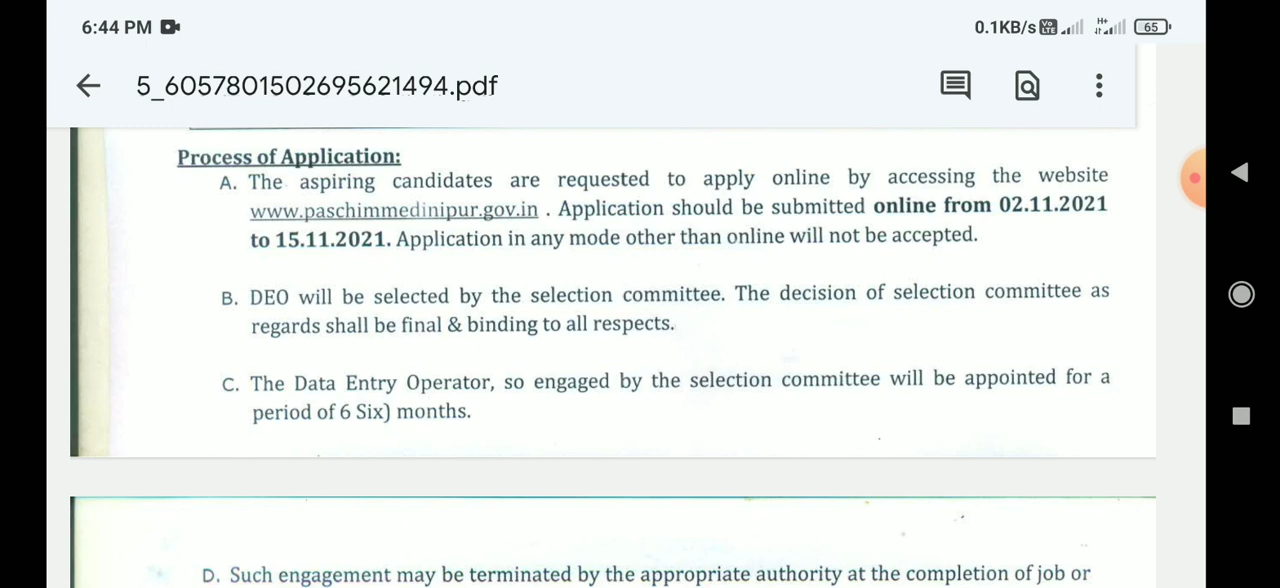 6:44 PM
0.1KB/s Vo LTE H+ 65
5_6057801502695621494.pdf
Process of Application:
A. The aspiring candidates are requested to apply online by accessing the website
www.paschimmedinipur.gov.in . Application should be submitted online from 02.11.2021
to 15.11.2021. Application in any mode other than online will not be accepted.
B. DEO will be selected by the selection committee. The decision of selection committee as
regards shall be final & binding to all respects.
C. The Data Entry Operator, so engaged by the selection committee will be appointed for a
period of 6 Six) months.
D. Such engagement may be terminated by the appropriate authority at the completion of job or